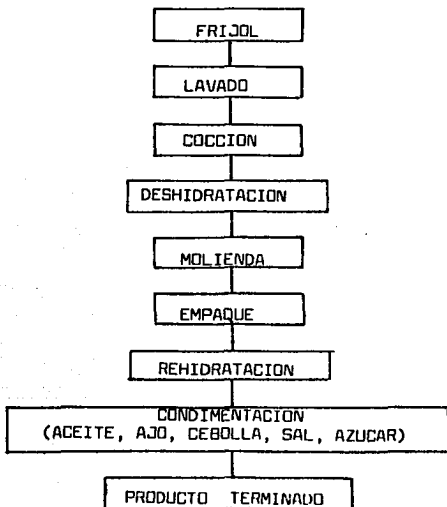 FRIJOL
LAVADO
COCCION
DESHIDRATACION
MOLIENDA
EMPAQUE
REHIDRATACION
CONDIMENTACION
(ACEITE, AJO, CEBOLLA, SAL, AZUCAR)
PRODUCTO TERMINADO